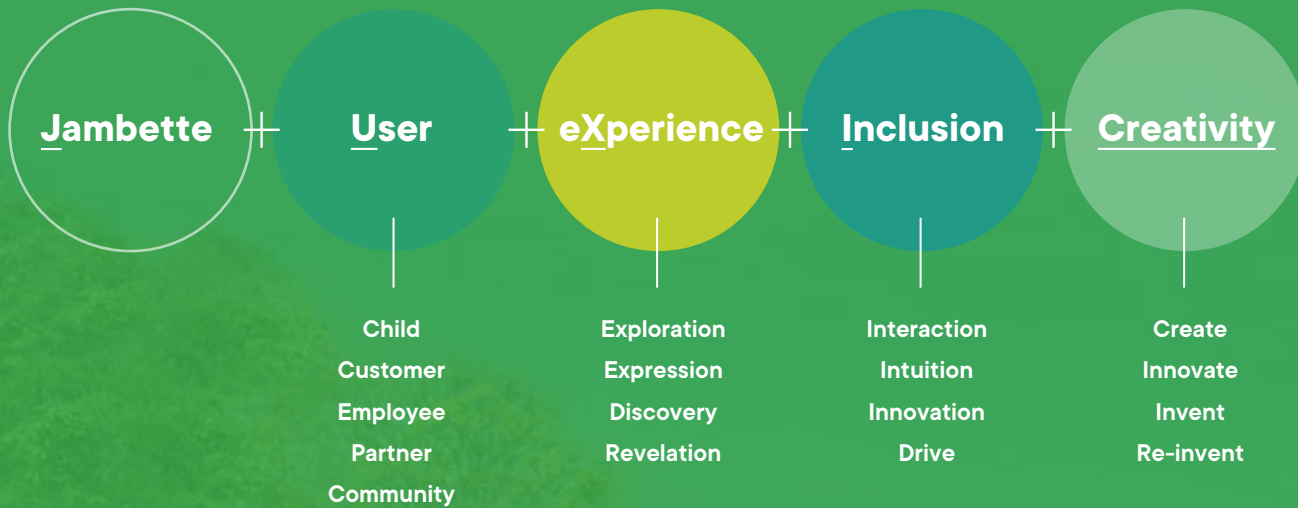 Jambette + User + eXperience + Inclusion + Creativity
Child
Customer
Employee
Partner
Community
Exploration
Expression
Discovery
Revelation
Interaction
Intuition
Innovation
Drive
Create
Innovate
Invent
Re-invent